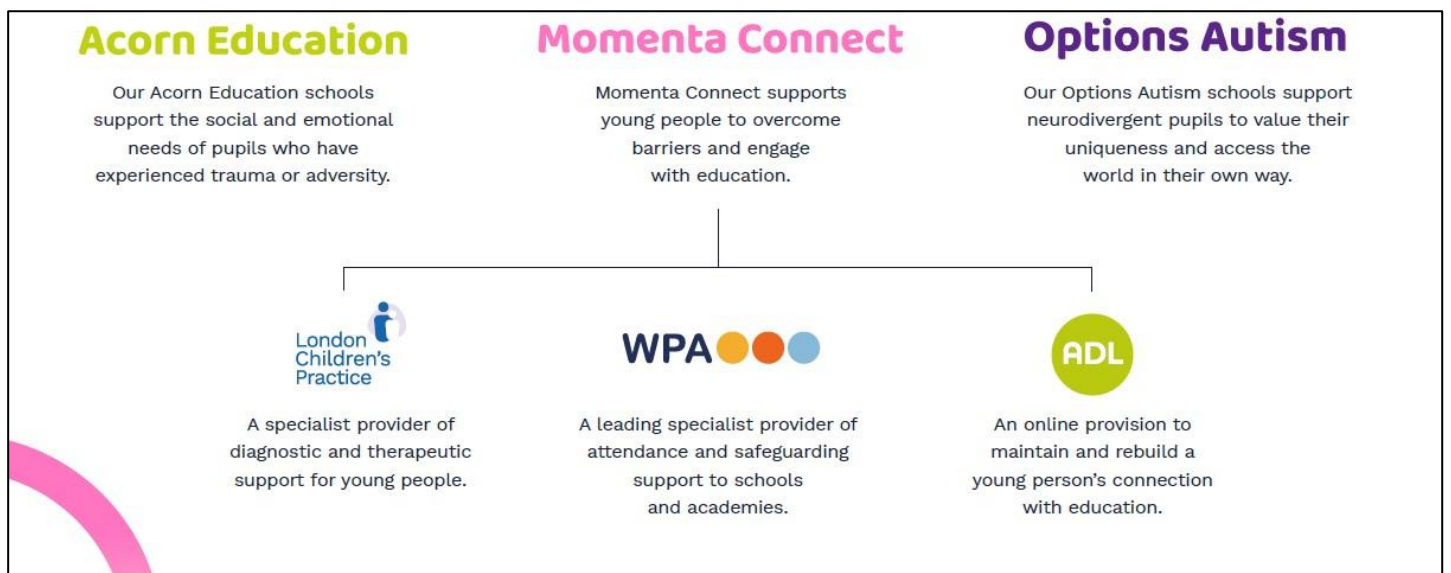 Acorn Education
Our Acorn Education schools
support the social and emotional
needs of pupils who have
experienced trauma or adversity.
Momenta Connect
Momenta Connect supports
young people to overcome
barriers and engage
with education.
Options Autism
Our Options Autism schools support
neurodivergent pupils to value their
uniqueness and access the
world in their own way.
London
Children's
Practice
A specialist provider of
diagnostic and therapeutic
support for young people.
WPA
A leading specialist provider of
attendance and safeguarding
support to schools
and academies.
ADL
An online provision to
maintain and rebuild a
young person's connection
with education.